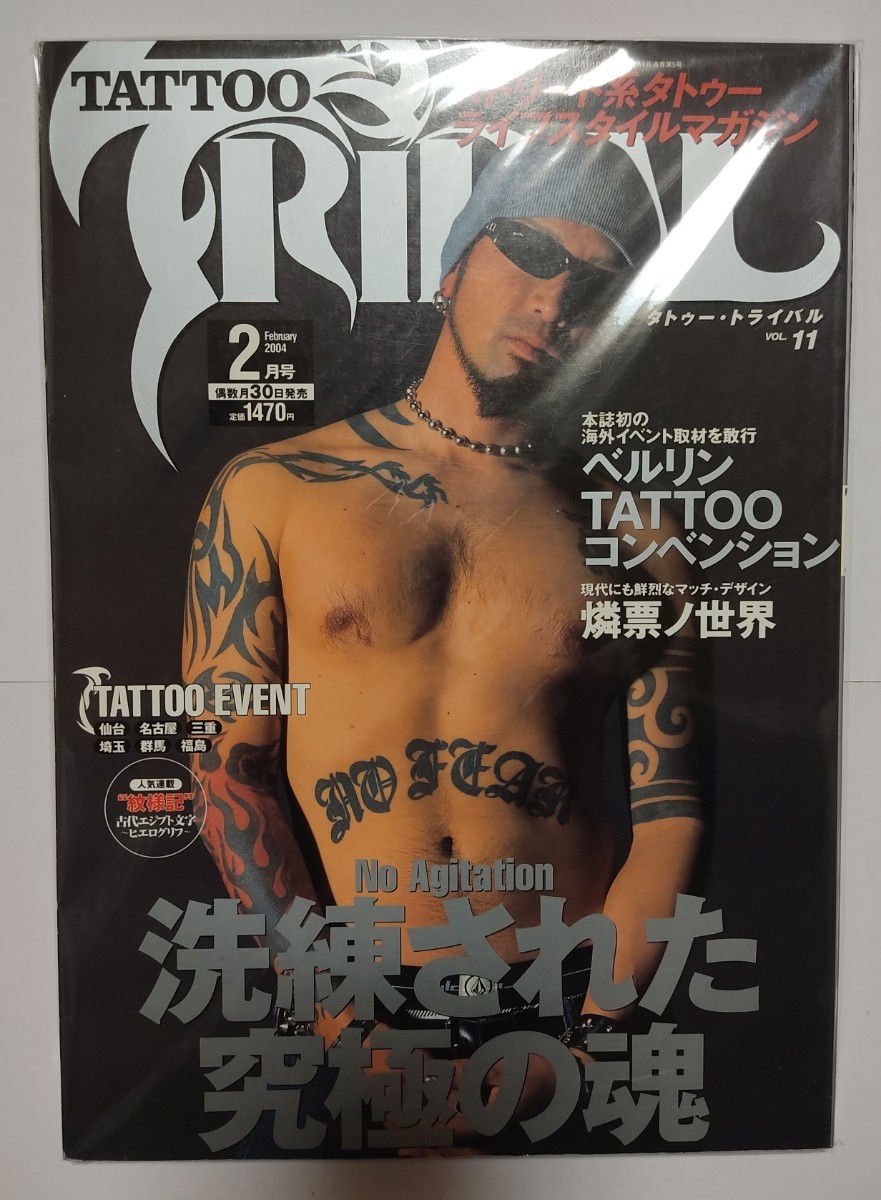 TATTOO
TRIBAL
ストリート系タトゥー
ライフスタイルマガジン
タトゥー・トライバル
VOL. 11
2月号
February
2004
偶数月30日発売
定価1470円
本誌初の
海外イベント取材を敢行
ベルリン
TATTOO
コンベンション
現代にも鮮烈なマッチ・デザイン
燐票ノ世界
TATTOO EVENT
仙台 名古屋 三重
埼玉 群馬 福島
人気連載
"紋様記"
古代エジプト文字
~ヒエログリフ~
NO FEAR
No Agitation
洗練された
究極の魂